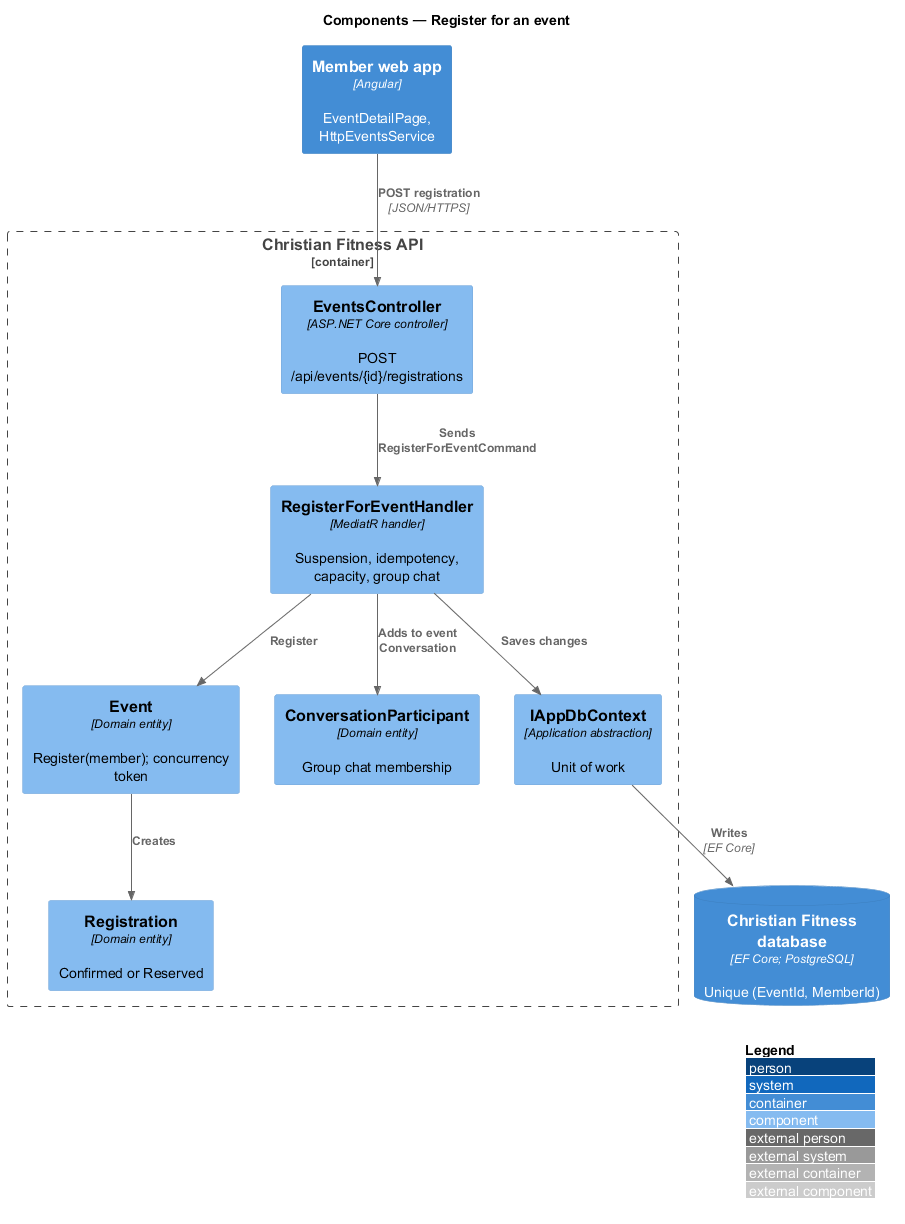 Components — Register for an event
Member web app
[Angular]
EventDetailPage,
HttpEventsService
POST registration
[JSON/HTTPS]
Christian Fitness API
[container]
EventsController
[ASP.NET Core controller]
POST
/api/events/{id}/registrations
Sends
RegisterForEventCommand
RegisterForEventHandler
[MediatR handler]
Suspension, idempotency,
capacity, group chat
Register
Adds to event
Conversation
Saves changes
Event
[Domain entity]
Register(member); concurrency
token
ConversationParticipant
[Domain entity]
Group chat membership
IAppDbContext
[Application abstraction]
Unit of work
Creates
Writes
[EF Core]
Registration
[Domain entity]
Confirmed or Reserved
Christian Fitness
database
[EF Core; PostgreSQL]
Unique (EventId, MemberId)
Legend
person
system
container
component
external person
external system
external container
external component